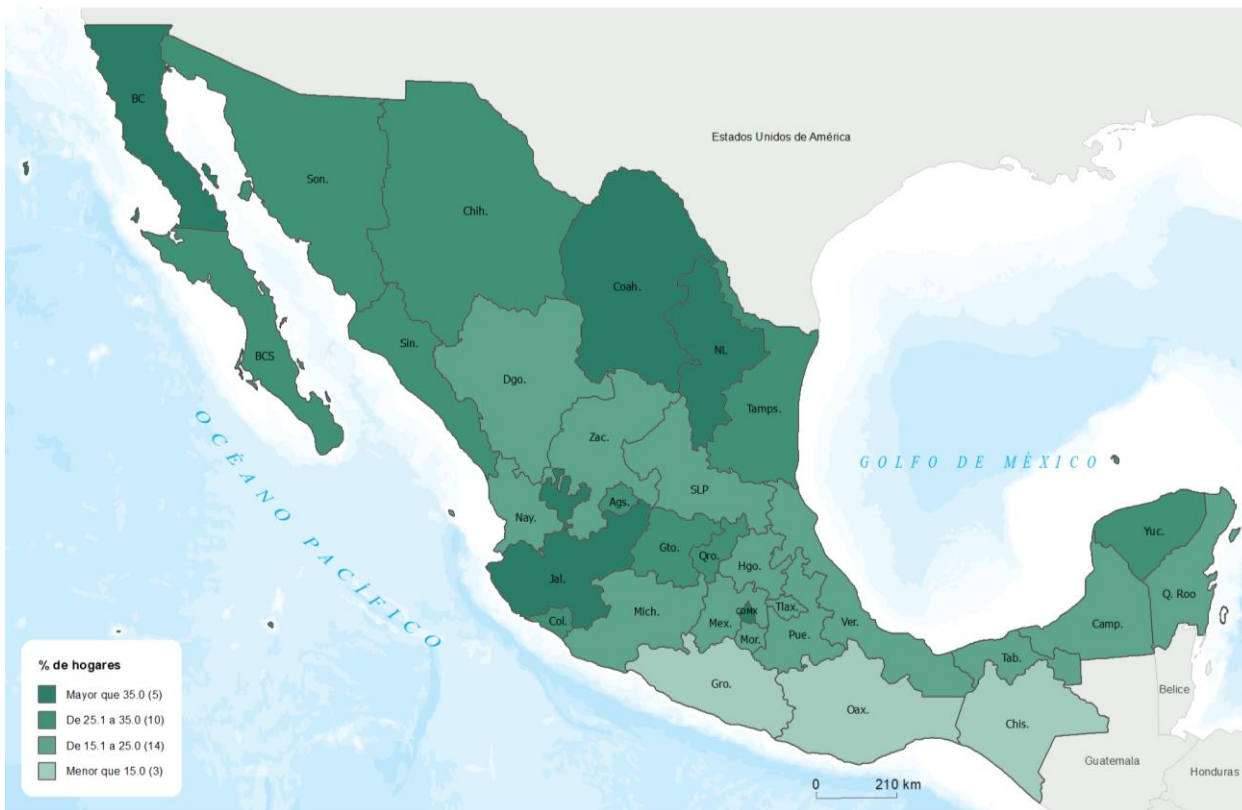 BC
Estados Unidos de América
Son.
Chih.
Coah.
BCS
Sin.
NL
Dgo.
Tamps.
Zac.
OCÉANO PACÍFICO
GOLFO DE MÉXICO
SLP
Ags.
Nay.
Yuc.
Gto.
Qro.
Hgo.
Jal.
Q. Roo
Mich.
CDMX
Tlax.
Col.
Mex.
Ver.
Camp.
Mor.
Pue.
Tab.
Gro.
Oax.
Chis.
Belice
Guatemala
Honduras
% de hogares
Mayor que 35.0 (5)
De 25.1 a 35.0 (10)
De 15.1 a 25.0 (14)
Menor que 15.0 (3)
0 210 km